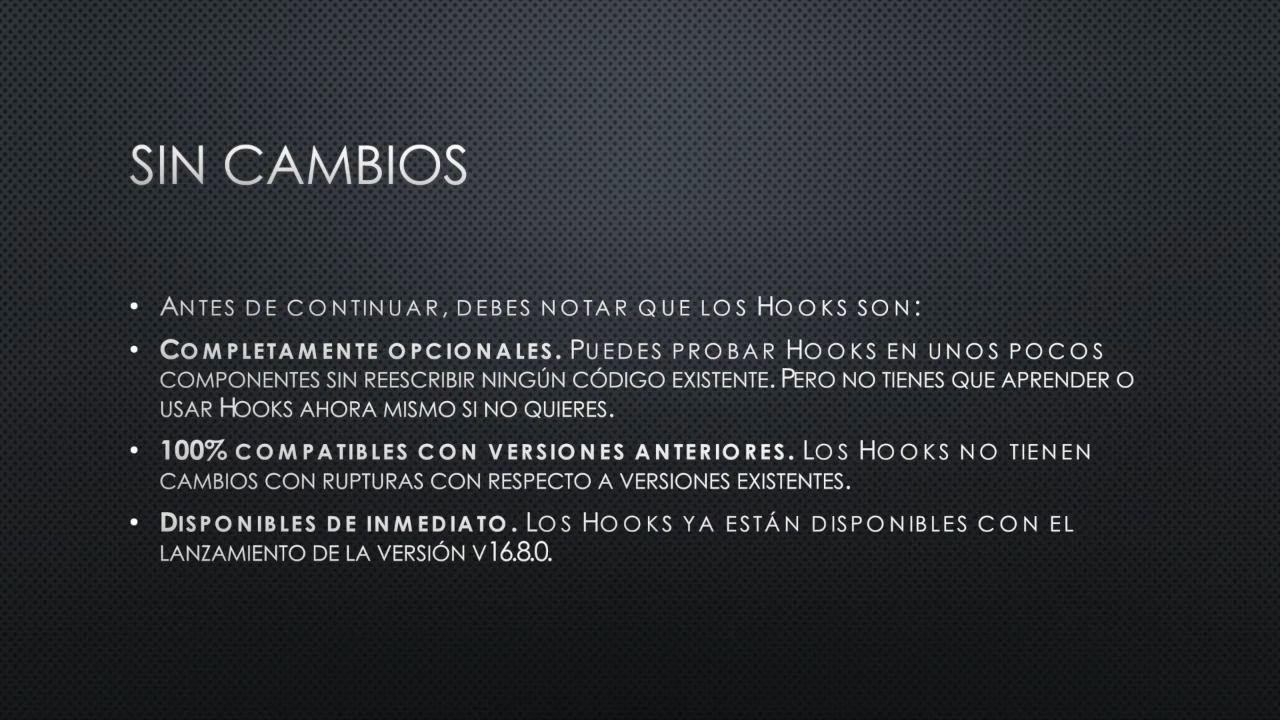 SIN CAMBIOS
• ANTES DE CONTINUAR, DEBES NOTAR QUE LOS HOOKS SON:
• COMPLETAMENTE OPCIONALES. PUEDES PROBAR HOOKS EN UNOS POCOS
COMPONENTES SIN REESCRIBIR NINGÚN CÓDIGO EXISTENTE. PERO NO TIENES QUE APRENDER O
USAR HOOKS AHORA MISMO SI NO QUIERES.
• 100% COMPATIBLES CON VERSIONES ANTERIORES. LOS HOOKS NO TIENEN
CAMBIOS CON RUPTURAS CON RESPECTO A VERSIONES EXISTENTES.
• DISPONIBLES DE INMEDIATO. LOS HOOKS YA ESTÁN DISPONIBLES CON EL
LANZAMIENTO DE LA VERSIÓN V16.8.0.